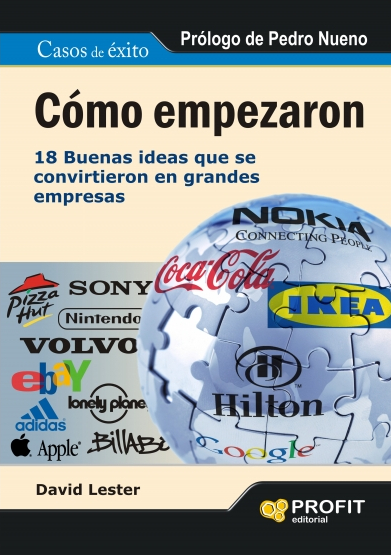 Casos de éxito
Prólogo de Pedro Nueno
Cómo empezaron
18 Buenas ideas que se
convirtieron en grandes
empresas
NOKIA
CONNECTING PEOPLE
Coca-Cola
IKEA
Hilton
Google
Pizza
Hut
SONY
Nintendo
VOLVO
ebay
adidas
lonely planet
Apple
BILLAB
David Lester
PROFIT
editorial